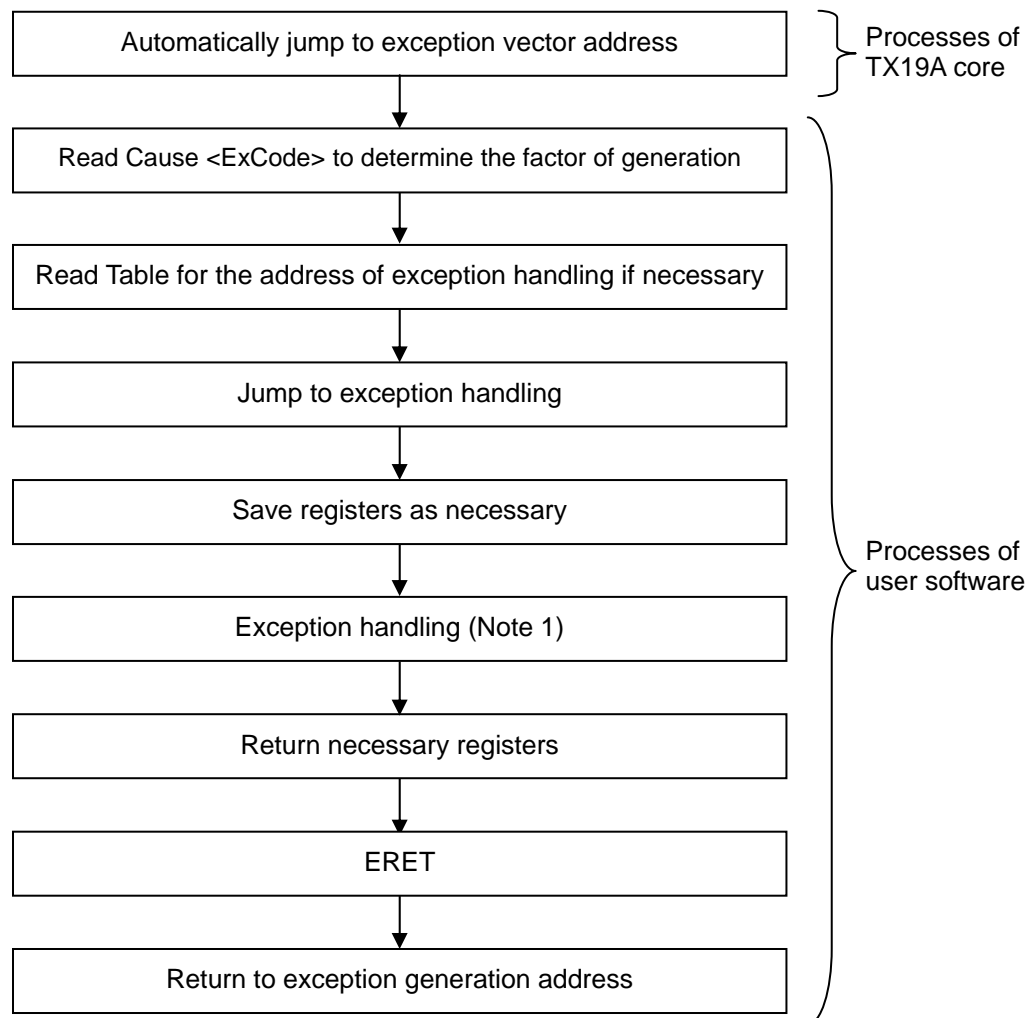 Automatically jump to exception vector address
Processes of
TX19A core
Read Cause <ExCode> to determine the factor of generation
Read Table for the address of exception handling if necessary
Jump to exception handling
Save registers as necessary
Processes of
user software
Exception handling (Note 1)
Return necessary registers
ERET
Return to exception generation address